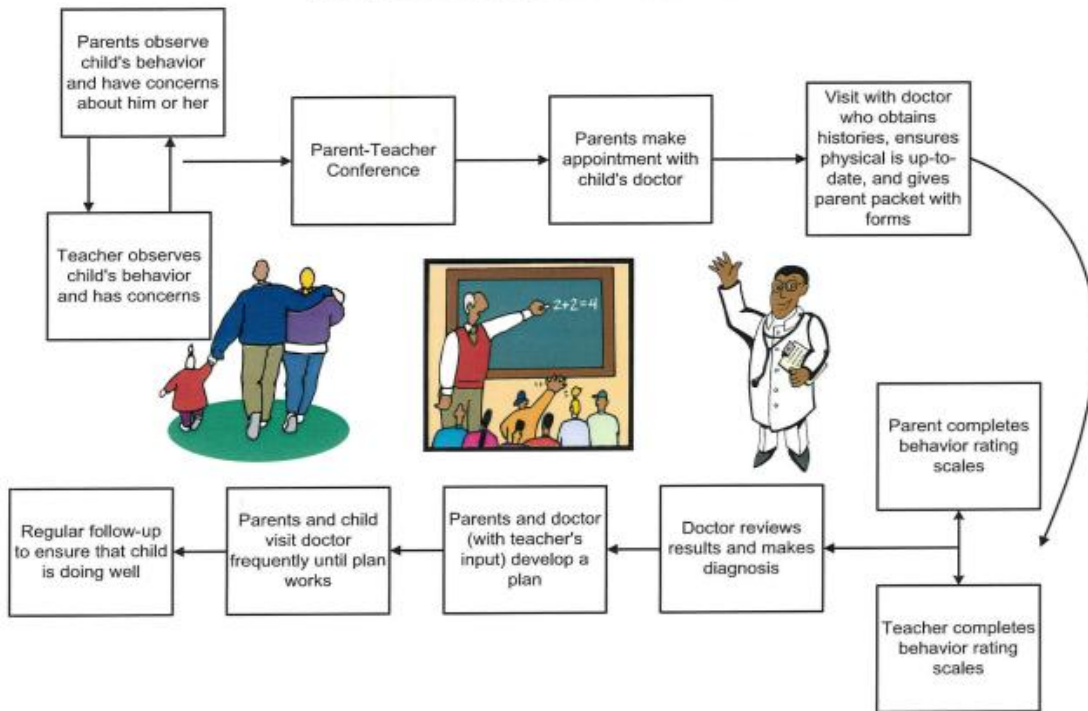 Parents observe
child's behavior
and have concerns
about him or her
Teacher observes
child's behavior
and has concerns
Parent-Teacher
Conference
Parents make
appointment with
child's doctor
Visit with doctor
who obtains
histories, ensures
physical is up-to-
date, and gives
parent packet with
forms
2+2=4
Parent completes
behavior rating
scales
Teacher completes
behavior rating
scales
Doctor reviews
results and makes
diagnosis
Parents and doctor
(with teacher's
input) develop a
plan
Parents and child
visit doctor
frequently until plan
works
Regular follow-up
to ensure that child
is doing well